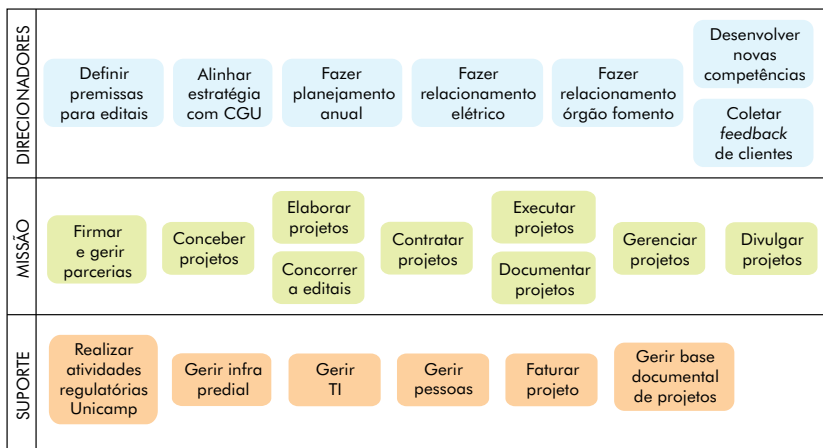 DIRECIONADORES
Definir
premissas
para editais
Alinhar
estratégia
com CGU
Fazer
planejamento
anual
Fazer
relacionamento
elétrico
Fazer
relacionamento
órgão fomento
Desenvolver
novas
competências
Coletar
feedback
de clientes
MISSÃO
Firmar
e gerir
parcerias
Conceber
projetos
Elaborar
projetos
Concorrer
a editais
Contratar
projetos
Executar
projetos
Documentar
projetos
Gerenciar
projetos
Divulgar
projetos
SUPORTE
Realizar
atividades
regulatórias
Unicamp
Gerir infra
predial
Gerir
TI
Gerir
pessoas
Faturar
projeto
Gerir base
documental
de projetos